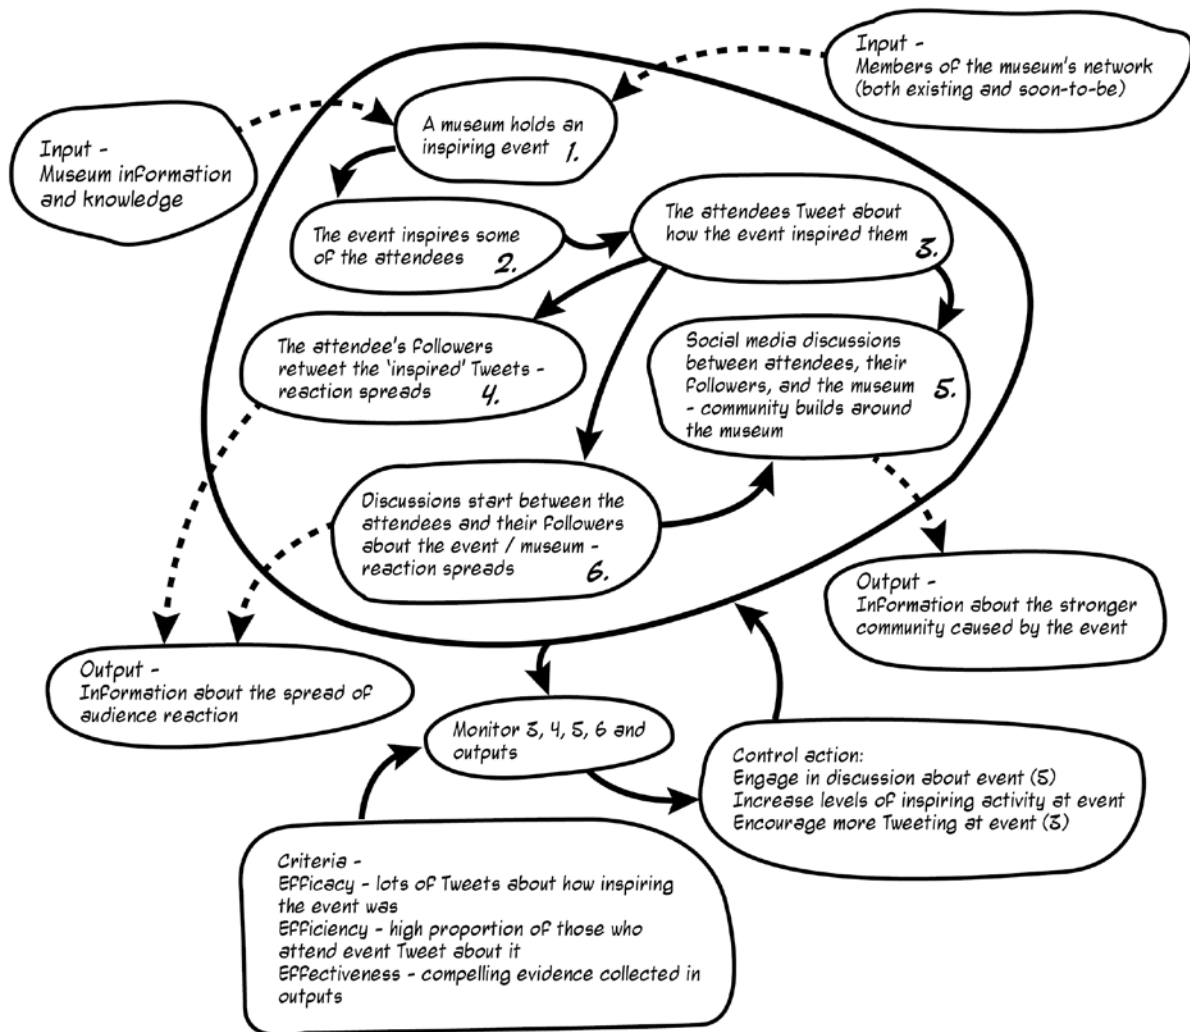 Input -
Members of the museum's network
(both existing and soon-to-be)
Input -
Museum information
and knowledge
A museum holds an
inspiring event 1.
The event inspires some
of the attendees 2.
The attendees Tweet about
how the event inspired them
3.
The attendee's followers
retweet the 'inspired' Tweets -
reaction spreads 4.
Social media discussions
between attendees, their
followers, and the museum 5.
- community builds around
the museum
Discussions start between the
attendees and their followers
about the event / museum -
reaction spreads 6.
Output -
Information about the stronger
community caused by the event
Output -
Information about the spread of
audience reaction
Monitor 3, 4, 5, 6 and
outputs
Control action:
Engage in discussion about event (5)
Increase levels of inspiring activity at event
Encourage more Tweeting at event (3)
Criteria -
Efficacy - lots of Tweets about how inspiring
the event was
Efficiency - high proportion of those who
attend event Tweet about it
Effectiveness - compelling evidence collected in
outputs